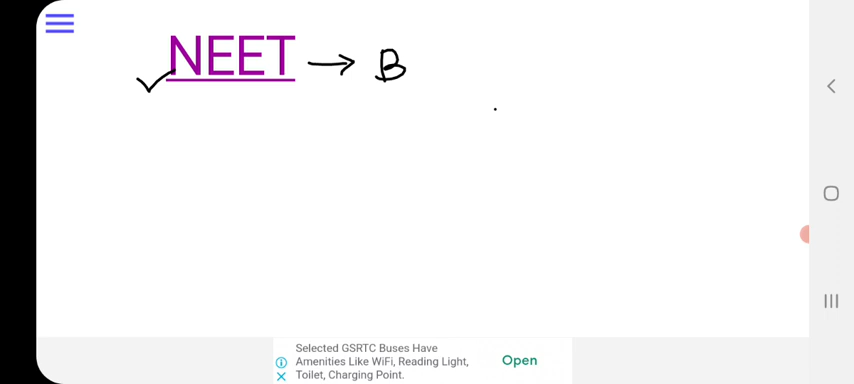 NEET → B
Selected GSRTC Buses Have
Amenities Like WiFi, Reading Light,
Toilet, Charging Point.
Open